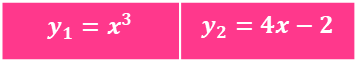 y₁ = x³
y₂ = 4x − 2